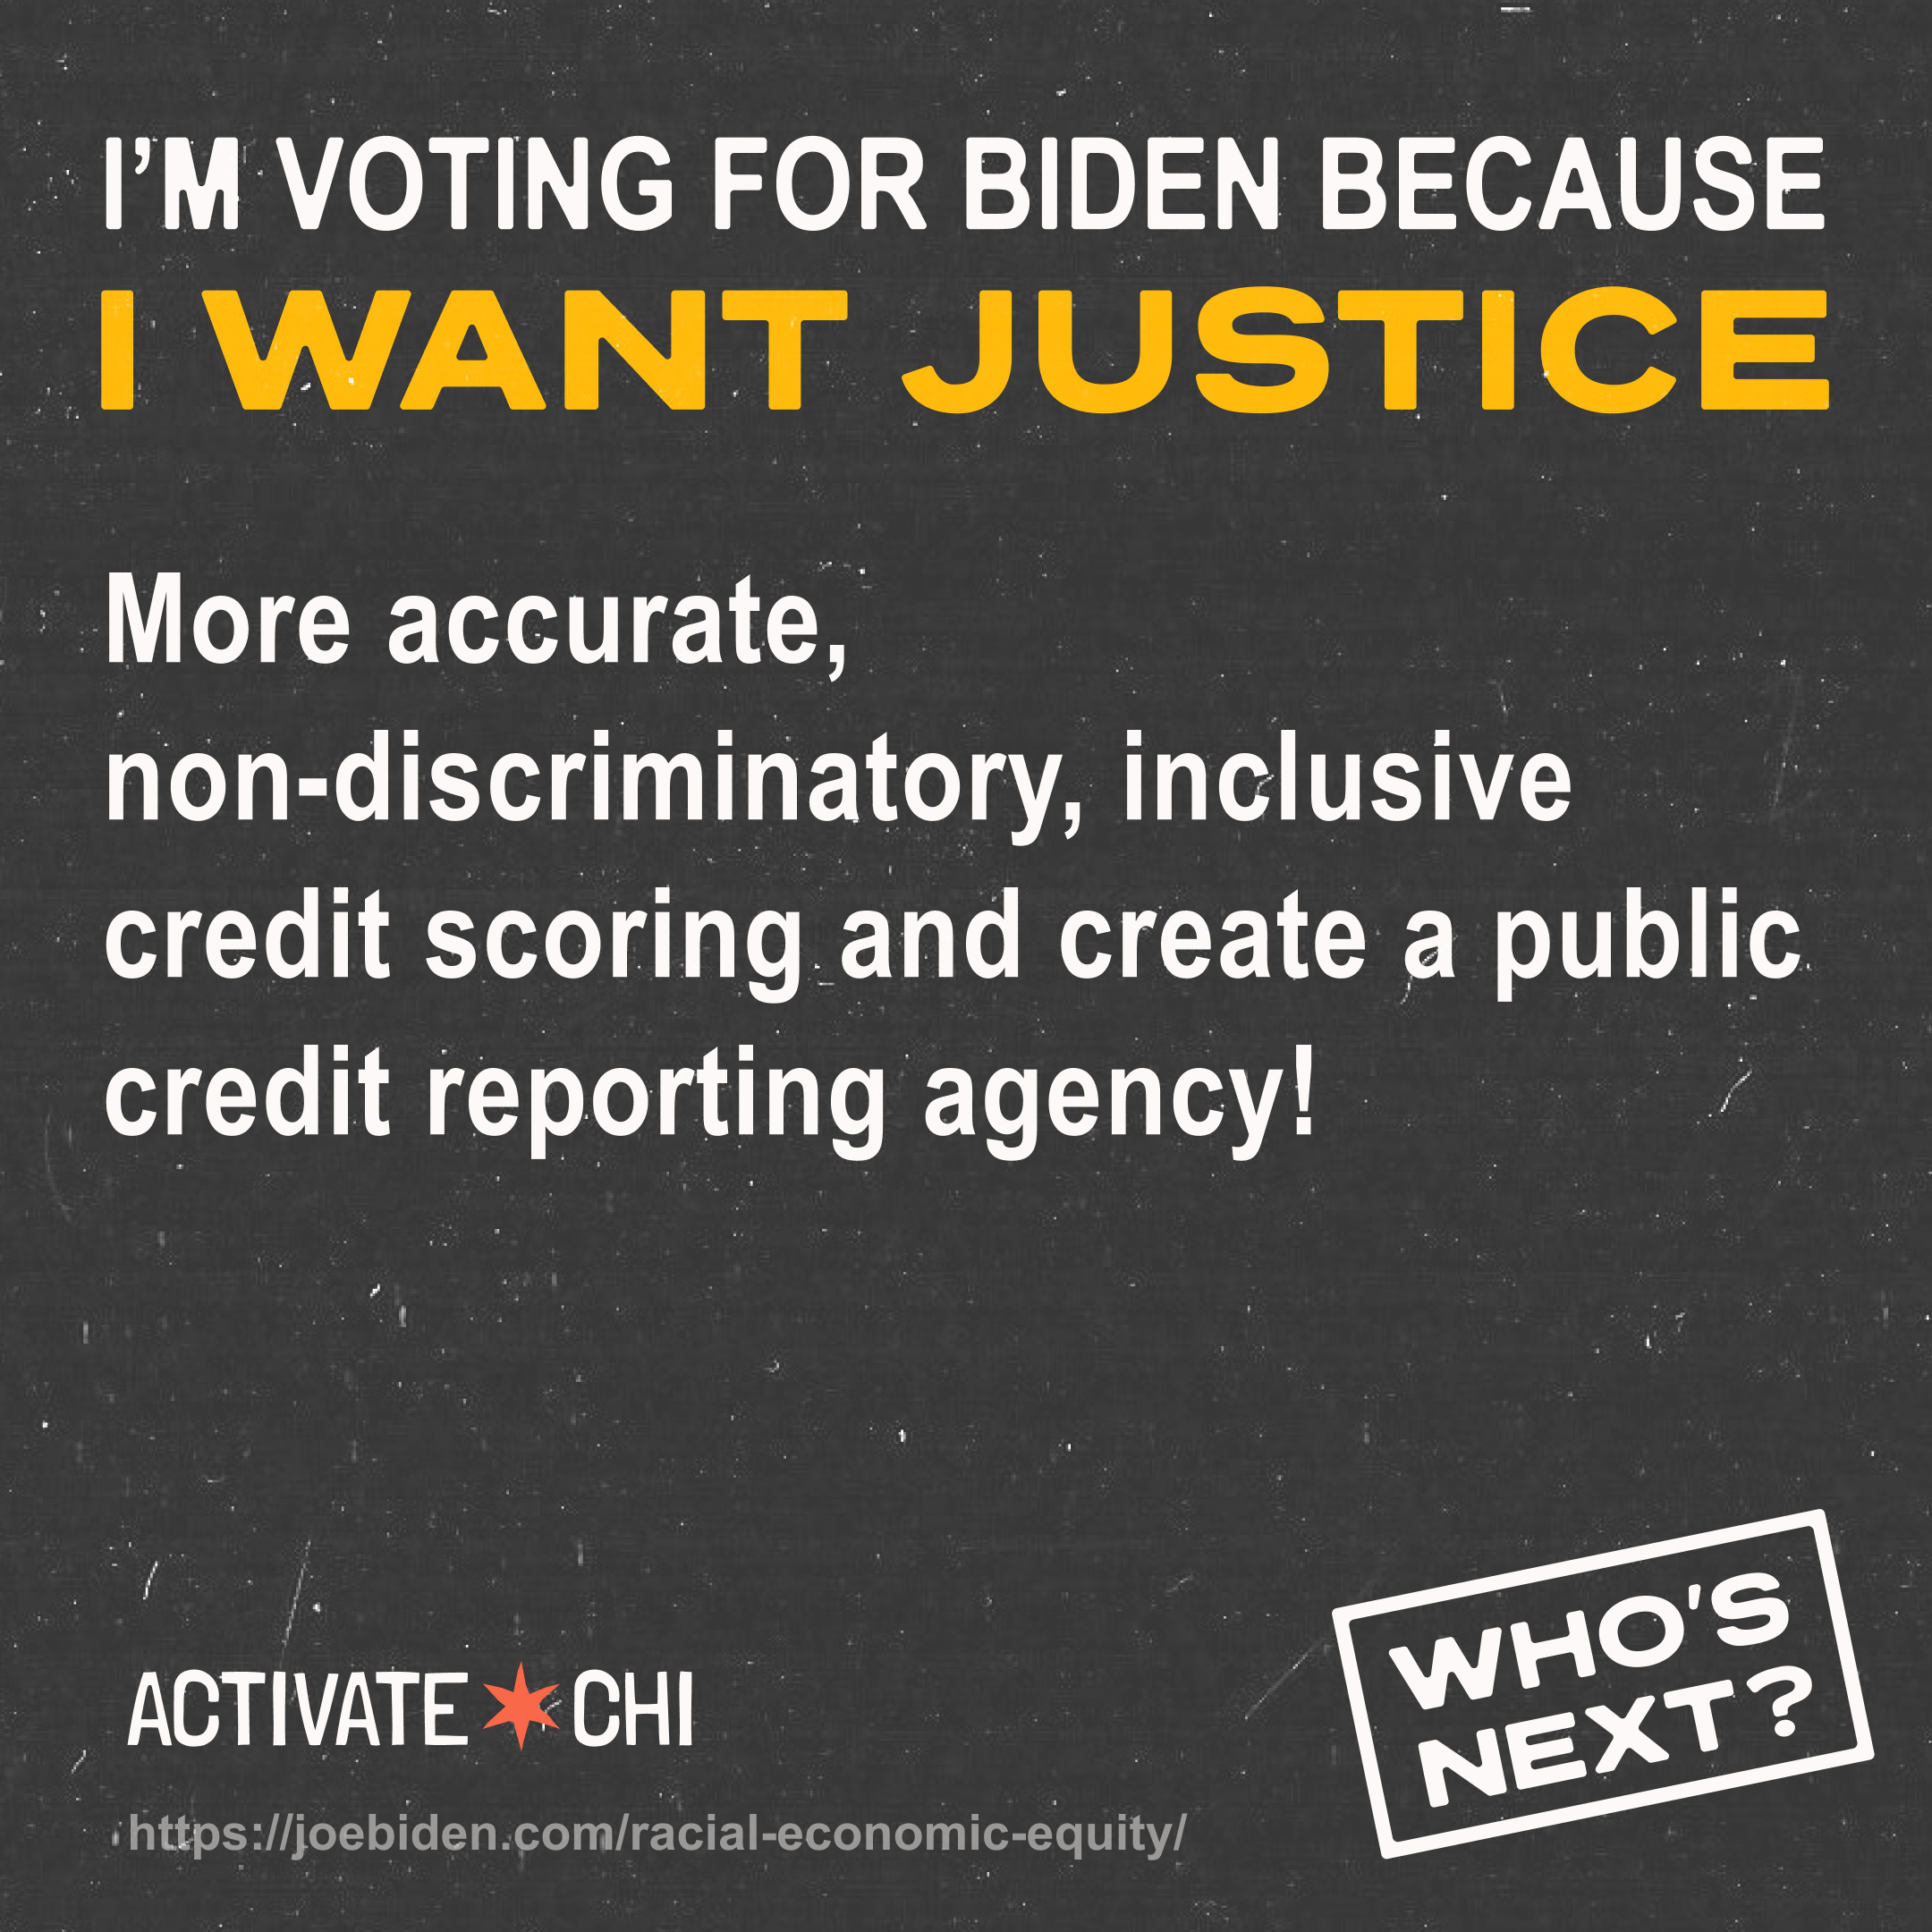 I’M VOTING FOR BIDEN BECAUSE
I WANT JUSTICE
More accurate,
non-discriminatory, inclusive
credit scoring and create a public
credit reporting agency!
WHO'S
NEXT?
ACTIVATE CHI
https://joebiden.com/racial-economic-equity/